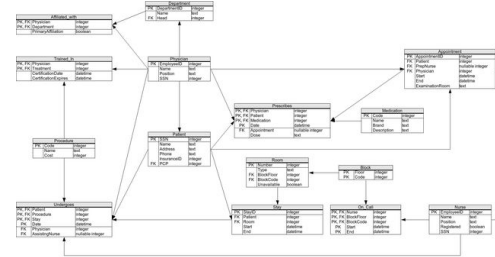 Department
PK DepartmentID integer
Name text
FK Head integer
Affiliated_with
PK, FK Physician integer
PK, FK Department integer
PrimaryAffiliation boolean
Trained_In
PK, FK Physician integer
PK, FK Treatment integer
CertificationDate datetime
CertificationExpires datetime
Physician
PK EmployeeID integer
Name text
Position text
SSN integer
Appointment
PK AppointmentID integer
FK Patient integer
FK PrepNurse nullable integer
FK Physician integer
Start datetime
End datetime
ExaminationRoom text
Prescribes
PK, FK Physician integer
PK, FK Patient integer
PK, FK Medication integer
PK Date datetime
FK Appointment nullable integer
Dose text
Medication
PK Code integer
Name text
Brand text
Description text
Procedure
PK Code integer
Name text
Cost integer
Patient
PK SSN integer
Name text
Address text
Phone text
InsuranceID integer
FK PCP integer
Room
PK Number integer
Type text
FK BlockFloor integer
FK BlockCode integer
Unavailable boolean
Block
PK Floor integer
PK Code integer
Undergoes
PK, FK Patient integer
PK, FK Procedure integer
PK, FK Stay integer
PK Date datetime
FK Physician integer
FK AssistingNurse nullable integer
Stay
PK StayID integer
FK Patient integer
FK Room integer
Start datetime
End datetime
On_Call
PK, FK Nurse integer
PK, FK BlockFloor integer
PK, FK BlockCode integer
PK Start datetime
PK End datetime
Nurse
PK EmployeeID integer
Name text
Position text
Registered boolean
SSN integer